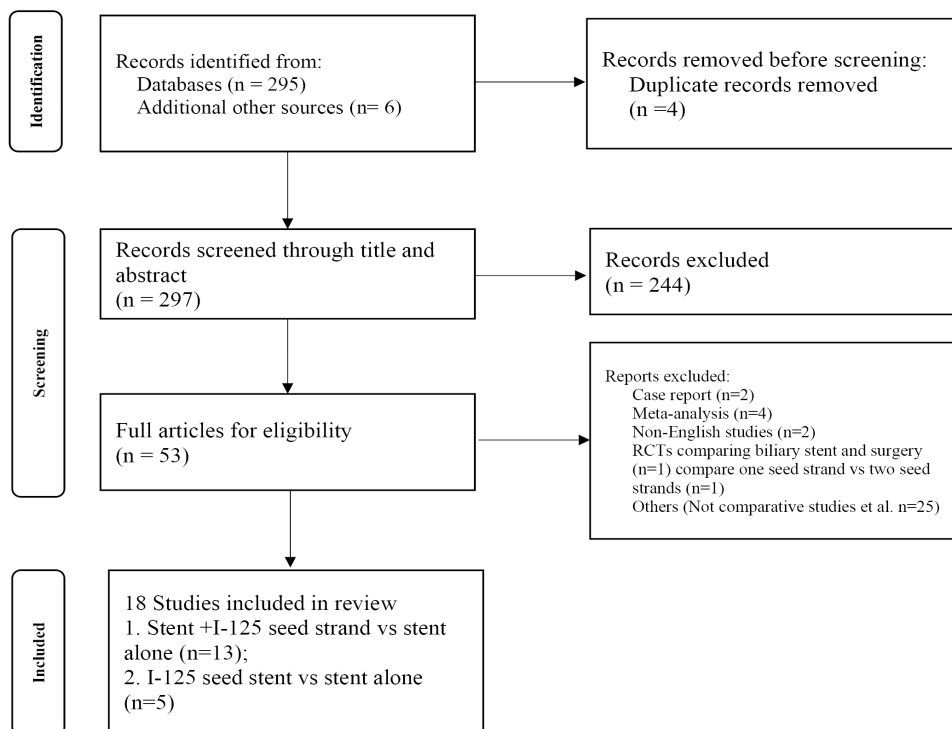 Identification
Records identified from:
Databases (n = 295)
Additional other sources (n= 6)
Records removed before screening:
Duplicate records removed
(n =4)
Screening
Records screened through title and
abstract
(n = 297)
Records excluded
(n = 244)
Full articles for eligibility
(n = 53)
Reports excluded:
Case report (n=2)
Meta-analysis (n=4)
Non-English studies (n=2)
RCTs comparing biliary stent and surgery
(n=1) compare one seed strand vs two seed
strands (n=1)
Others (Not comparative studies et al. n=25)
Included
18 Studies included in review
1. Stent +I-125 seed strand vs stent
alone (n=13);
2. I-125 seed stent vs stent alone
(n=5)